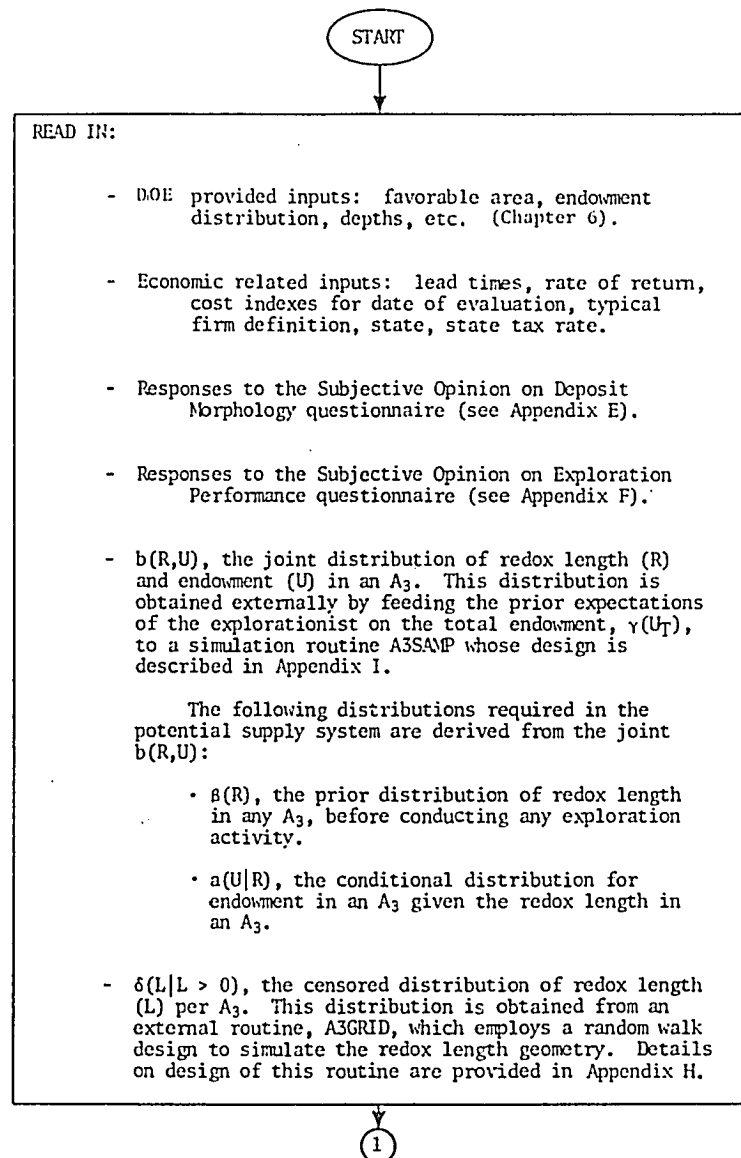 START
READ IN:
- DOE provided inputs: favorable area, endowment
distribution, depths, etc. (Chapter 6).
- Economic related inputs: lead times, rate of return,
cost indexes for date of evaluation, typical
firm definition, state, state tax rate.
- Responses to the Subjective Opinion on Deposit
Morphology questionnaire (see Appendix E).
- Responses to the Subjective Opinion on Exploration
Performance questionnaire (see Appendix F).
- b(R,U), the joint distribution of redox length (R)
and endowment (U) in an A₃. This distribution is
obtained externally by feeding the prior expectations
of the explorationist on the total endowment, γ(U_T),
to a simulation routine A3SAMP whose design is
described in Appendix I.
The following distributions required in the
potential supply system are derived from the joint
b(R,U):
· β(R), the prior distribution of redox length
in any A₃, before conducting any exploration
activity.
· a(U|R), the conditional distribution for
endowment in an A₃ given the redox length in
an A₃.
- δ(L|L > 0), the censored distribution of redox length
(L) per A₃. This distribution is obtained from an
external routine, A3GRID, which employs a random walk
design to simulate the redox length geometry. Details
on design of this routine are provided in Appendix H.
1